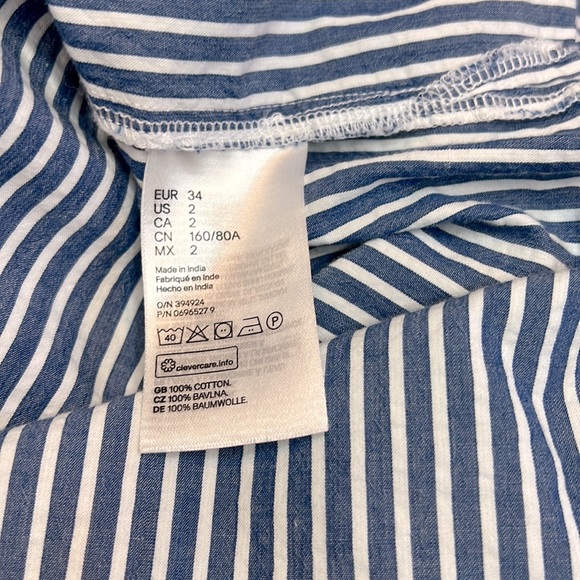 EUR 34
US 2
CA 2
CN 160/80A
MX 2
Made in India
Fabriqué en Inde
Hecho en India
O/N 394924
P/N 0696527 9
40 P
clevercare.info
GB 100% COTTON.
CZ 100% BAVLNA.
DE 100% BAUMWOLLE.